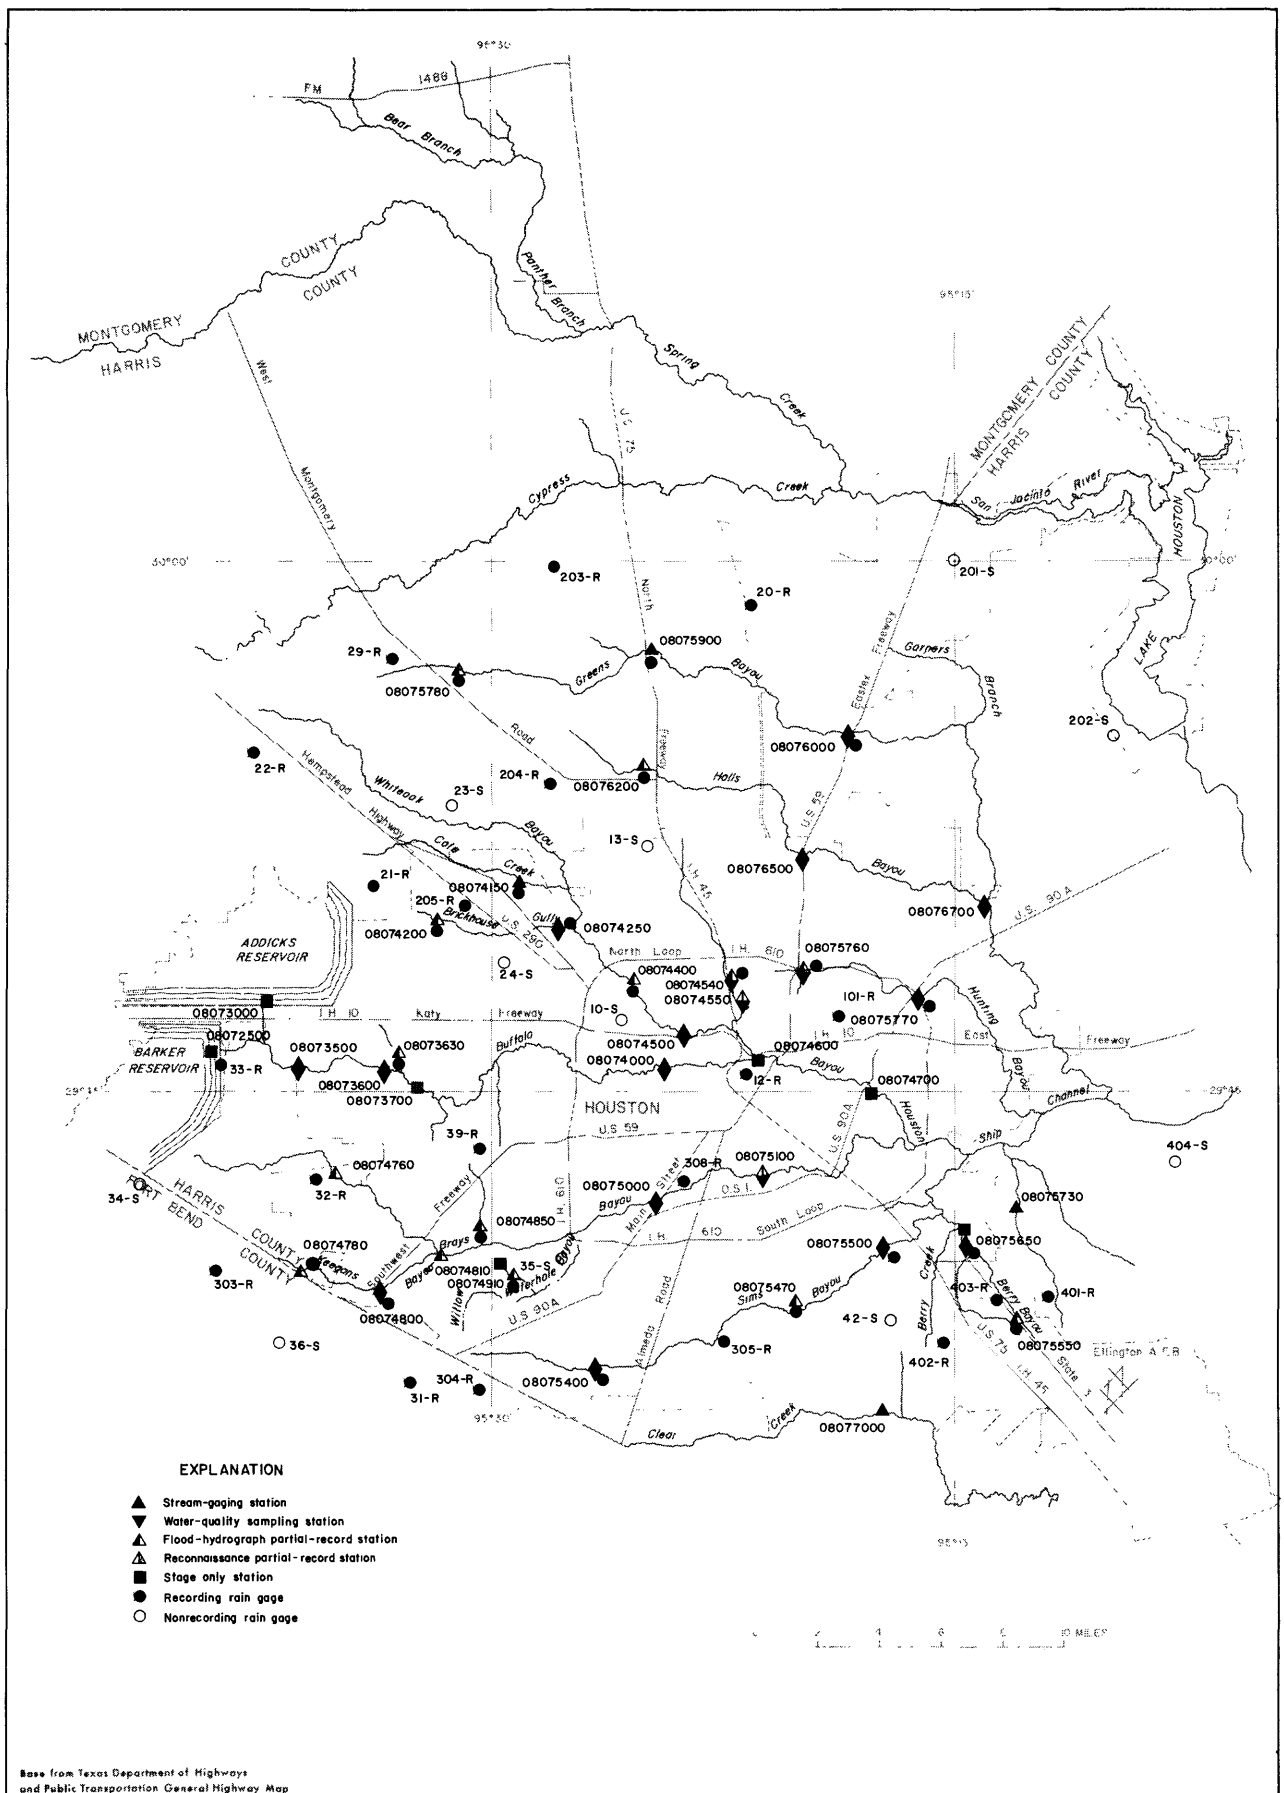 95°30'
1488
FM
Bear Branch
COUNTY
COUNTY
Panther Branch
95°15'
MONTGOMERY
HARRIS
MONTGOMERY COUNTY
HARRIS COUNTY
Spring Creek
West Montgomery Road
U.S. 75
North Freeway
Cypress Creek
San Jacinto River
LAKE HOUSTON
30°00'
203-R
201-S
20-R
08075900
Garners Branch
29-R
Greens Bayou
08075780
Eastex Freeway
202-S
08076000
22-R
Hempstead Highway
204-R
08076200
Halls Bayou
Whiteoak Bayou
23-S
U.S. 59
13-S
Cole Creek
08076500
I.H. 45
21-R
08074150
205-R
Brickhouse Gully
08074250
08076700
U.S. 90A
08074200
U.S. 290
ADDICKS
RESERVOIR
North Loop I.H. 610
08075760
24-S
08074400
08074540
08074550
101-R
Hunting Bayou
08073000
I.H. 10 Katy Freeway
10-S
08075770
08072500
08073500
08073630
Buffalo Bayou
08074500
08074600
I.H. 10 East Freeway
BARKER
RESERVOIR
33-R
08073600
08074000
12-R
08073700
08074700
29°45'
29°45'
HOUSTON
U.S. 59
U.S. 90A
Houston Ship Channel
39-R
08074760
308-R
08075100
404-S
34-S
32-R
Southwest Freeway
I.H. 610
08075000
Main Street
O.S.T.
08075730
HARRIS COUNTY
FORT BEND COUNTY
08074850
Brays Bayou
South Loop
I.H. 610
08074780
Keegans Bayou
08075500
08075650
303-R
08074810
08074910
35-S
Willow Waterhole Bayou
08075470
Berry Creek
403-R
Berry Bayou
401-R
08074800
U.S. 90A
Almeda Road
Sims Bayou
42-S
08075550
36-S
305-R
402-R
U.S. 75
I.H. 45
State 3
Ellington A.F.B.
304-R
31-R
08075400
95°30'
Clear Creek
08077000
EXPLANATION
Stream-gaging station
Water-quality sampling station
Flood-hydrograph partial-record station
Reconnaissance partial-record station
Stage only station
Recording rain gage
Nonrecording rain gage
95°15'
2 4 6 8 10 MILES
Base from Texas Department of Highways
and Public Transportation General Highway Map